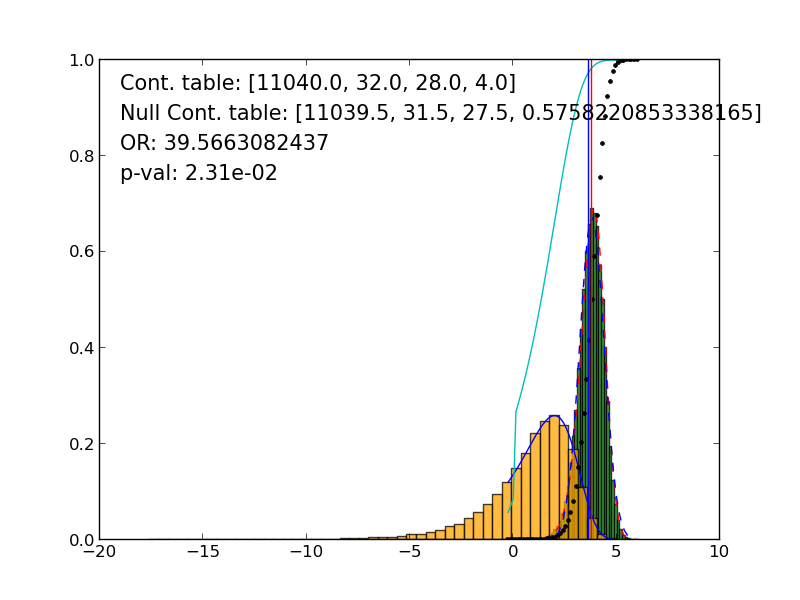 Cont. table: [11040.0, 32.0, 28.0, 4.0]
Null Cont. table: [11039.5, 31.5, 27.5, 0.5758220853338165]
OR: 39.5663082437
p-val: 2.31e-02
1.0
0.8
0.6
0.4
0.2
0.0
−20 −15 −10 −5 0 5 10